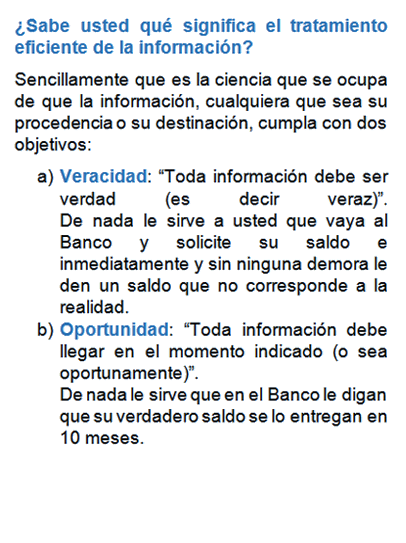 ¿Sabe usted qué significa el tratamiento
eficiente de la información?
Sencillamente que es la ciencia que se ocupa
de que la información, cualquiera que sea su
procedencia o su destinación, cumpla con dos
objetivos:
a) Veracidad: “Toda información debe ser
verdad (es decir veraz)”.
De nada le sirve a usted que vaya al
Banco y solicite su saldo e
inmediatamente y sin ninguna demora le
den un saldo que no corresponde a la
realidad.
b) Oportunidad: “Toda información debe
llegar en el momento indicado (o sea
oportunamente)”.
De nada le sirve que en el Banco le digan
que su verdadero saldo se lo entregan en
10 meses.